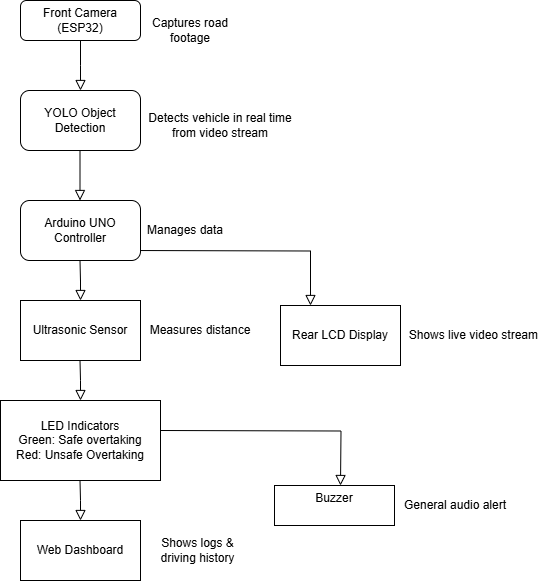 Front Camera
(ESP32)
Captures road
footage
YOLO Object
Detection
Detects vehicle in real time
from video stream
Arduino UNO
Controller
Manages data
Ultrasonic Sensor
Measures distance
Rear LCD Display
Shows live video stream
LED Indicators
Green: Safe overtaking
Red: Unsafe Overtaking
Buzzer
General audio alert
Web Dashboard
Shows logs &
driving history